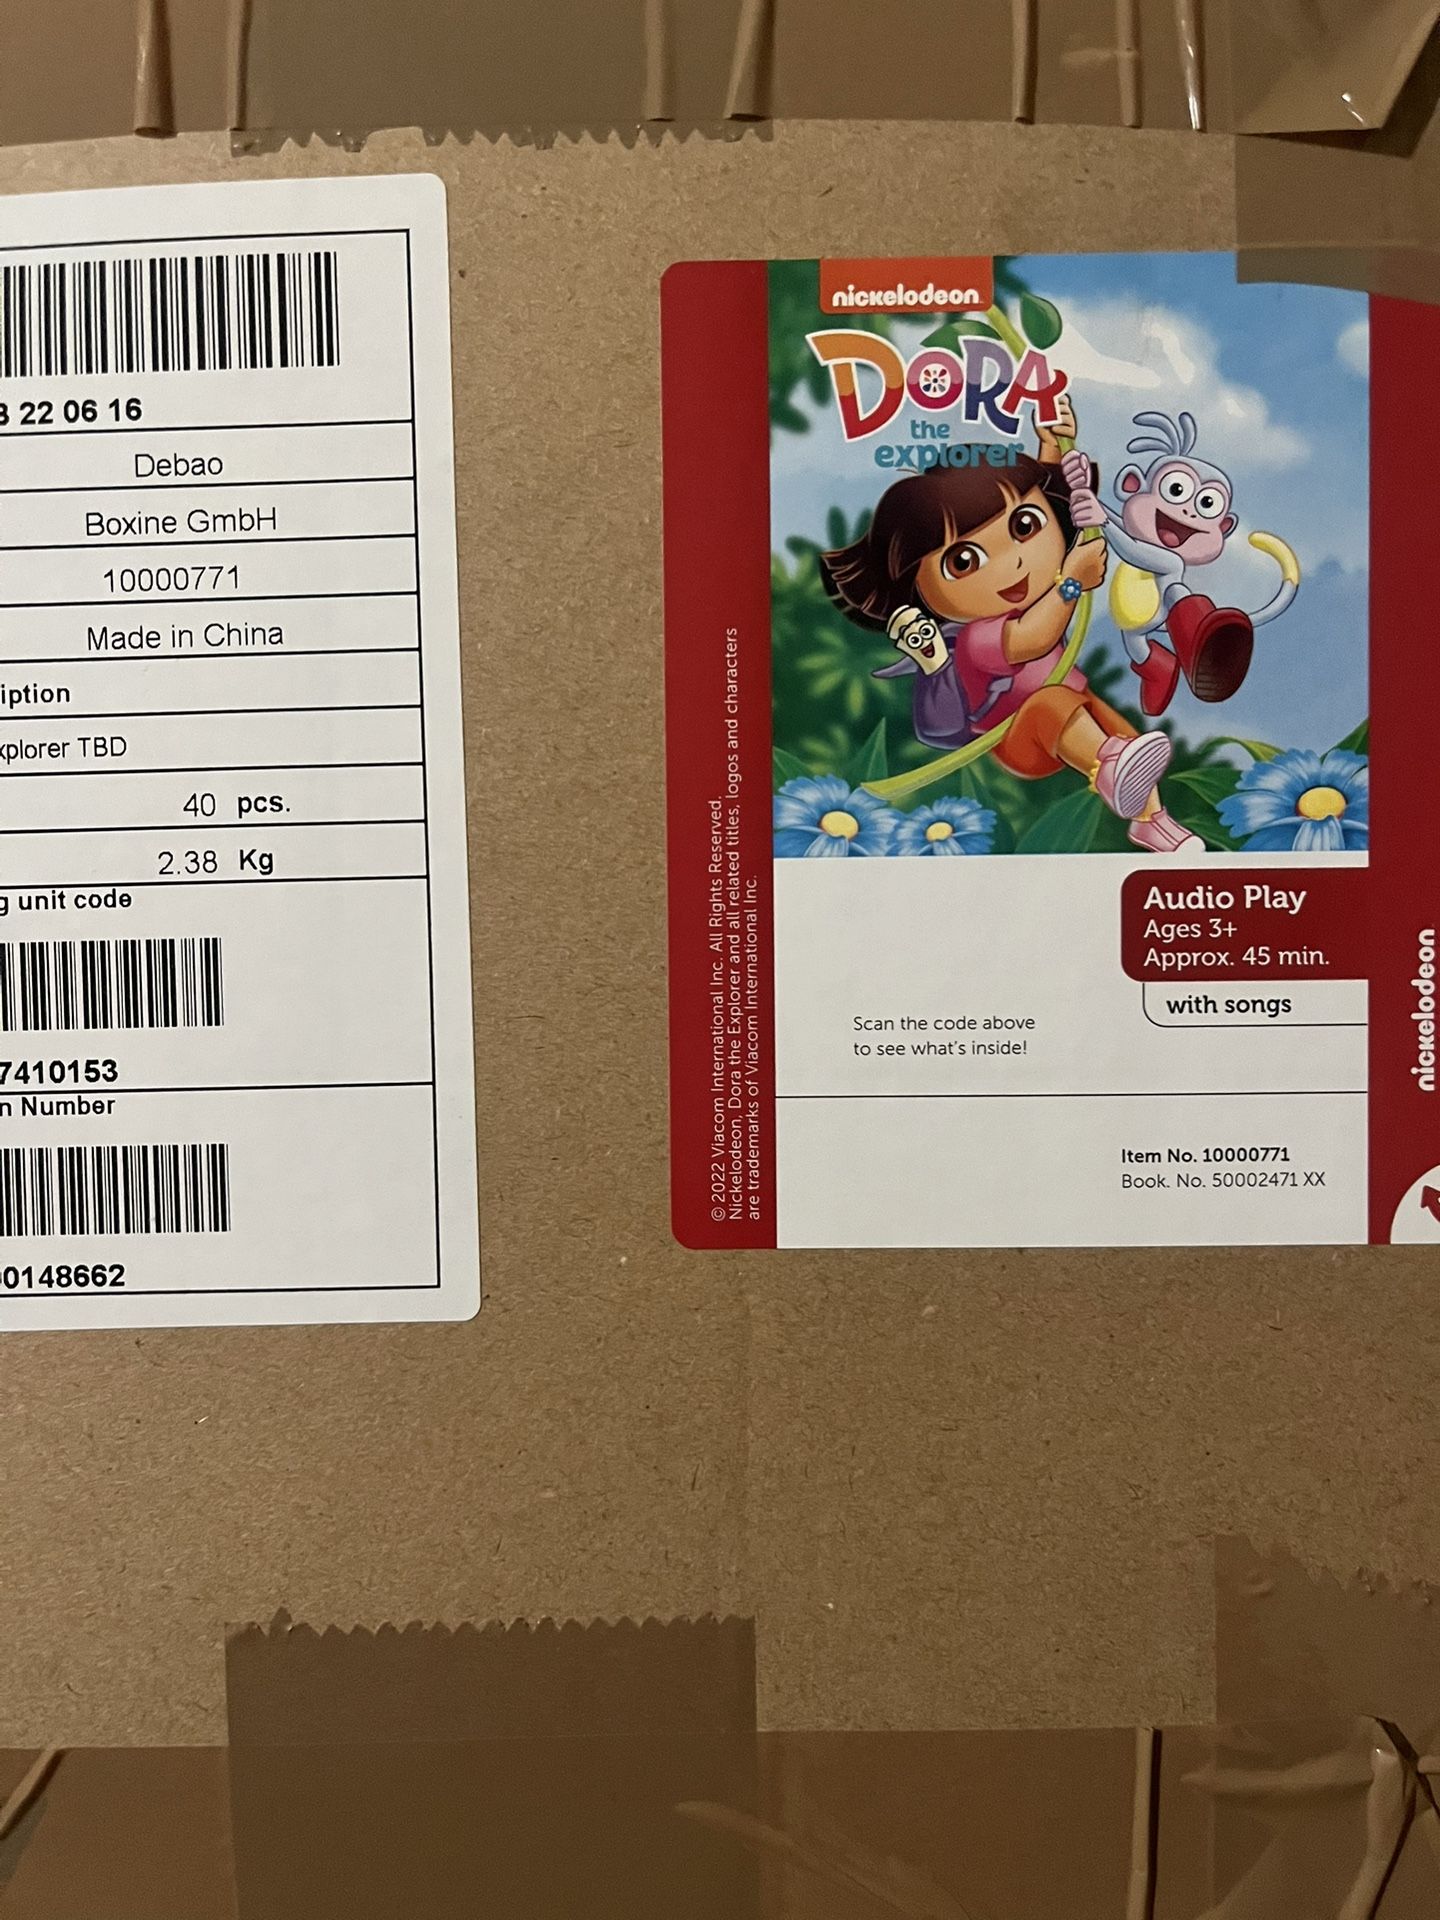 3 22 06 16
Debao
Boxine GmbH
10000771
Made in China
iption
xplorer TBD
40 pcs.
2.38 Kg
g unit code
7410153
n Number
0148662
nickelodeon
DORA
the
explorer
© 2022 Viacom International Inc. All Rights Reserved.
Nickelodeon, Dora the Explorer and all related titles, logos and characters
are trademarks of Viacom International Inc.
Audio Play
Ages 3+
Approx. 45 min.
with songs
Scan the code above
to see what's inside!
Item No. 10000771
Book. No. 50002471 XX
nickelodeon